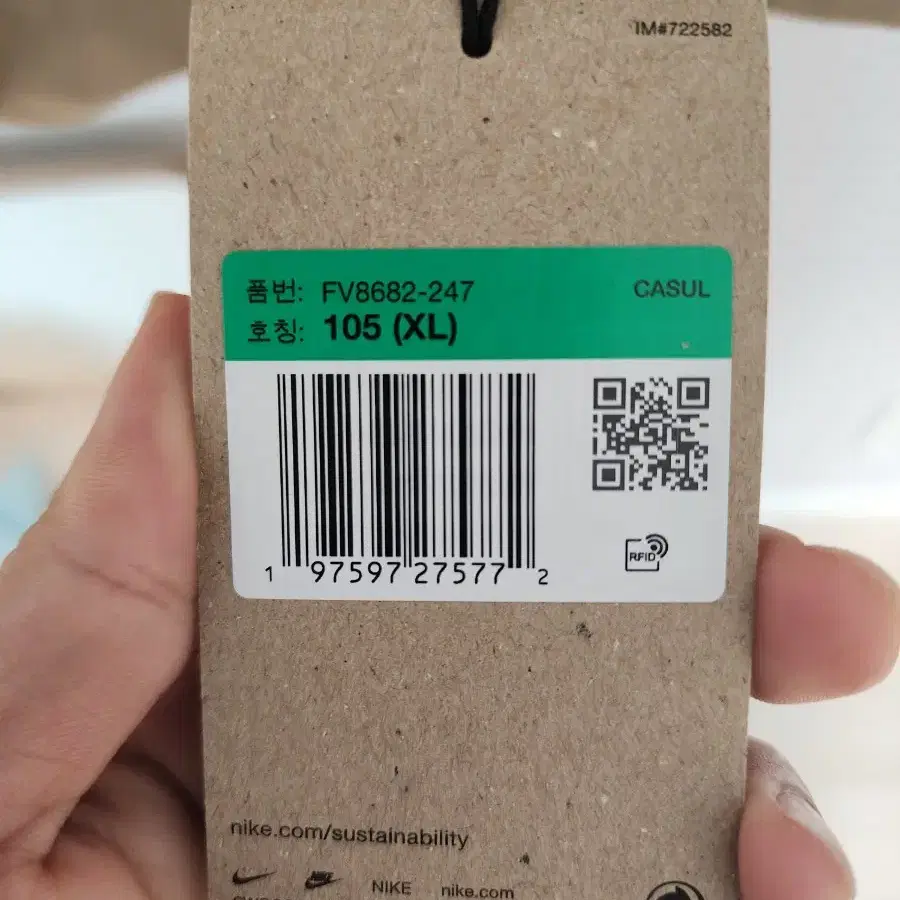 IM#722582
품번: FV8682-247 CASUL
호칭: 105 (XL)
1 97597 27577 2
RFID
nike.com/sustainability
NIKE NIKE nike.com